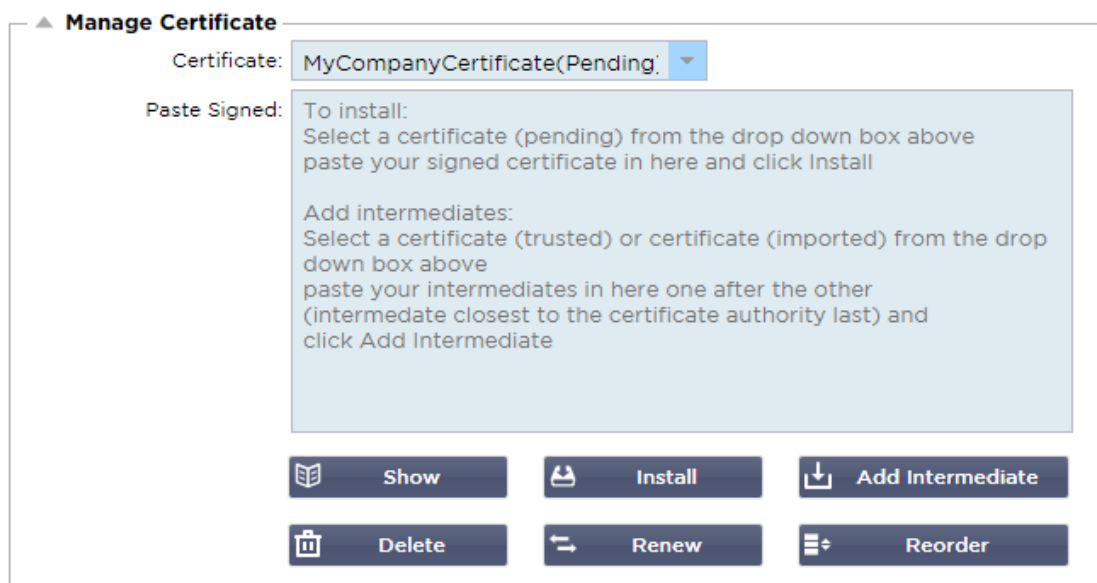 Manage Certificate
Certificate: MyCompanyCertificate(Pending)
Paste Signed: To install:
Select a certificate (pending) from the drop down box above
paste your signed certificate in here and click Install
Add intermediates:
Select a certificate (trusted) or certificate (imported) from the drop
down box above
paste your intermediates in here one after the other
(intermedate closest to the certificate authority last) and
click Add Intermediate
Show Install Add Intermediate
Delete Renew Reorder